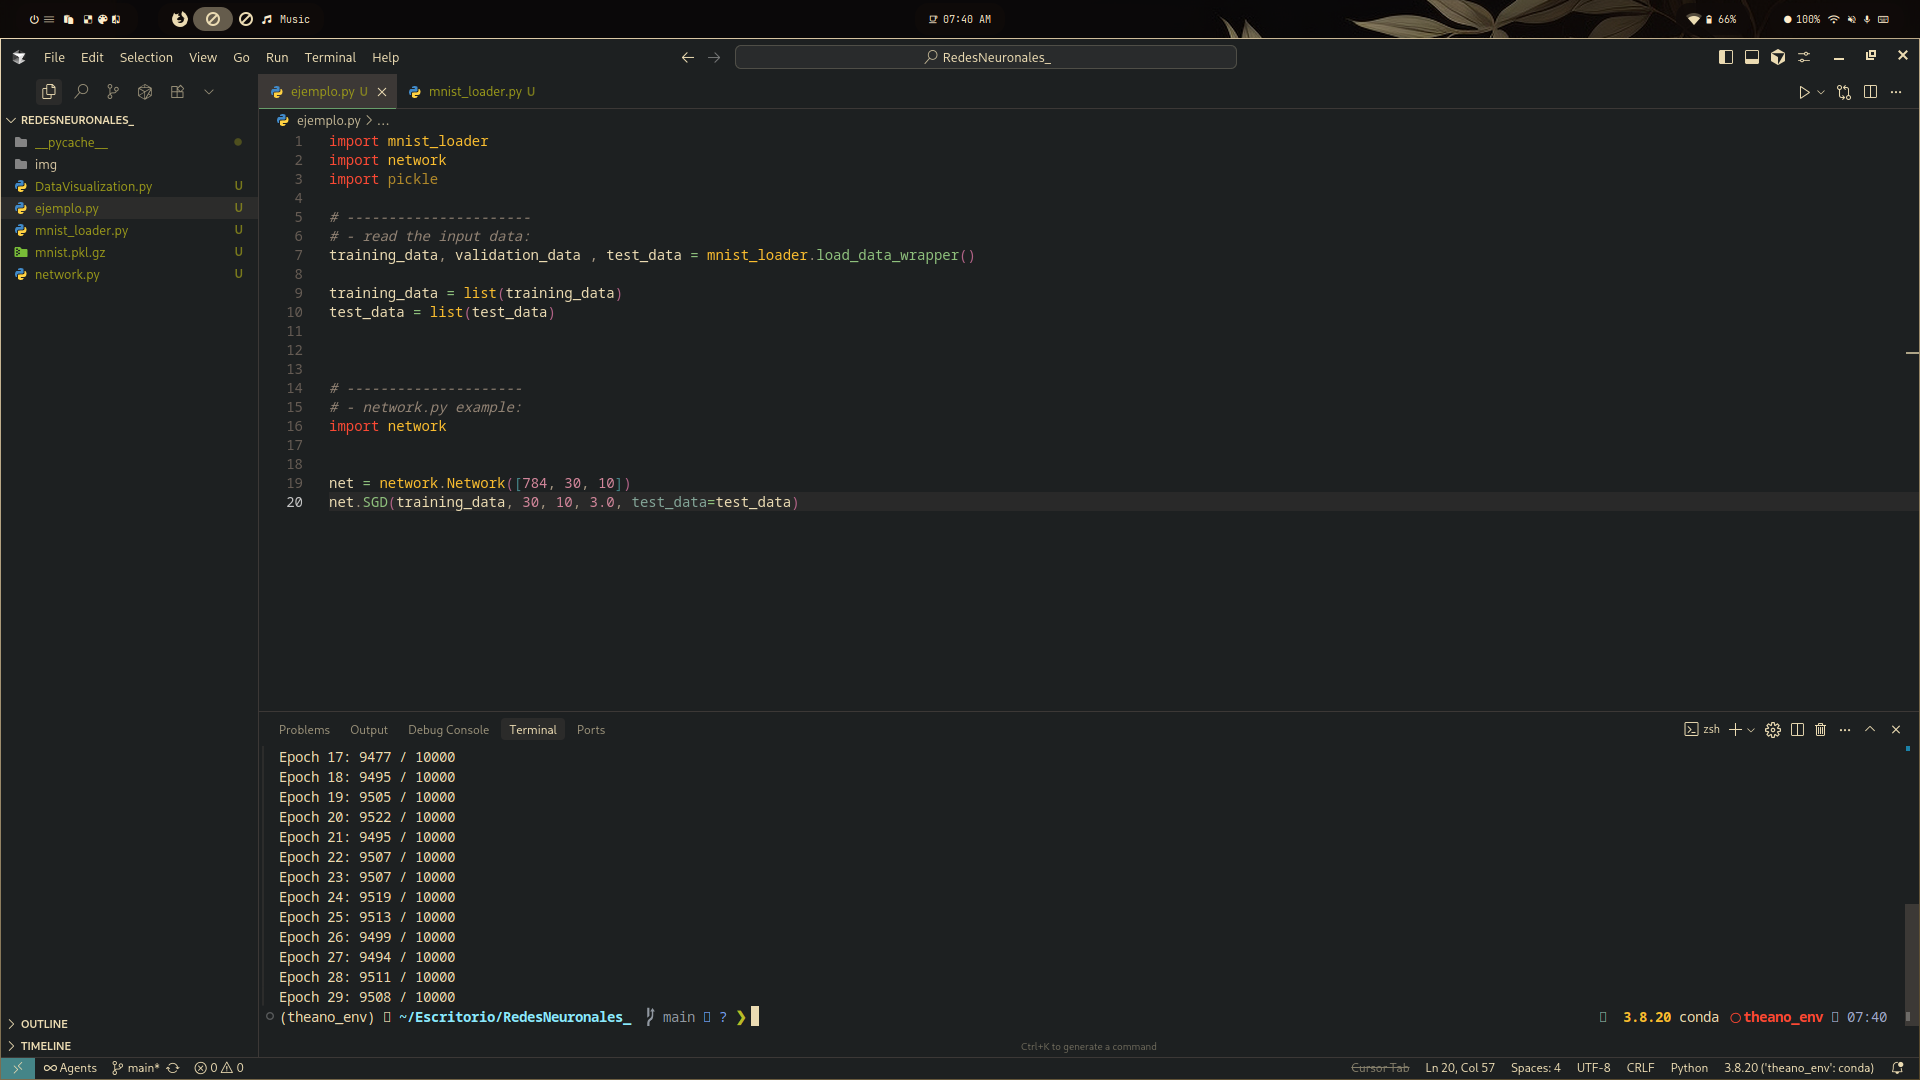 Music
07:40 AM
66%
100%
File Edit Selection View Go Run Terminal Help
RedesNeuronales_
ejemplo.py U
mnist_loader.py U
REDESNEURONALES_
__pycache__
img
DataVisualization.py U
ejemplo.py U
mnist_loader.py U
mnist.pkl.gz U
network.py U
OUTLINE
TIMELINE
ejemplo.py > ...
1 import mnist_loader
2 import network
3 import pickle
4
5 # ----------------------
6 # - read the input data:
7 training_data, validation_data , test_data = mnist_loader.load_data_wrapper()
8
9 training_data = list(training_data)
10 test_data = list(test_data)
11
12
13
14 # ---------------------
15 # - network.py example:
16 import network
17
18
19 net = network.Network([784, 30, 10])
20 net.SGD(training_data, 30, 10, 3.0, test_data=test_data)
Problems Output Debug Console Terminal Ports
zsh
Epoch 17: 9477 / 10000
Epoch 18: 9495 / 10000
Epoch 19: 9505 / 10000
Epoch 20: 9522 / 10000
Epoch 21: 9495 / 10000
Epoch 22: 9507 / 10000
Epoch 23: 9507 / 10000
Epoch 24: 9519 / 10000
Epoch 25: 9513 / 10000
Epoch 26: 9499 / 10000
Epoch 27: 9494 / 10000
Epoch 28: 9511 / 10000
Epoch 29: 9508 / 10000
(theano_env) ~/Escritorio/RedesNeuronales_ main ? ❯ 3.8.20 conda theano_env 07:40
Ctrl+K to generate a command
Agents main* 0 0 Cursor Tab Ln 20, Col 57 Spaces: 4 UTF-8 CRLF Python 3.8.20 ('theano_env': conda)